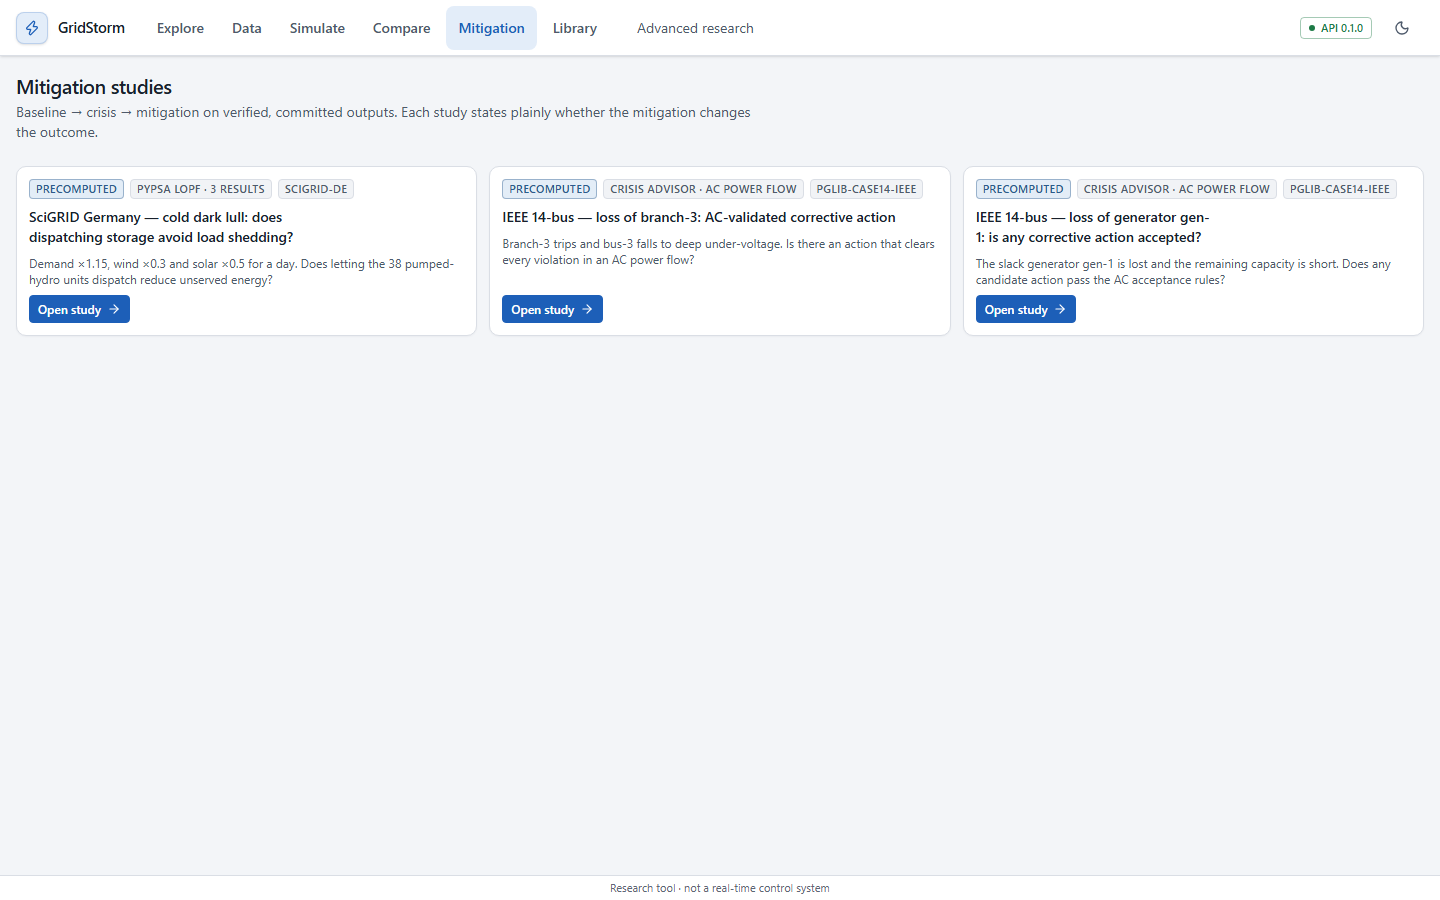 GridStorm
Explore
Data
Simulate
Compare
Mitigation
Library
Advanced research
API 0.1.0
Mitigation studies
Baseline → crisis → mitigation on verified, committed outputs. Each study states plainly whether the mitigation changes
the outcome.
PRECOMPUTED
PYPSA LOPF · 3 RESULTS
SCIGRID-DE
SciGRID Germany — cold dark lull: does
dispatching storage avoid load shedding?
Demand ×1.15, wind ×0.3 and solar ×0.5 for a day. Does letting the 38 pumped-
hydro units dispatch reduce unserved energy?
Open study →
PRECOMPUTED
CRISIS ADVISOR · AC POWER FLOW
PGLIB-CASE14-IEEE
IEEE 14-bus — loss of branch-3: AC-validated corrective action
Branch-3 trips and bus-3 falls to deep under-voltage. Is there an action that clears
every violation in an AC power flow?
Open study →
PRECOMPUTED
CRISIS ADVISOR · AC POWER FLOW
PGLIB-CASE14-IEEE
IEEE 14-bus — loss of generator gen-
1: is any corrective action accepted?
The slack generator gen-1 is lost and the remaining capacity is short. Does any
candidate action pass the AC acceptance rules?
Open study →
Research tool · not a real-time control system